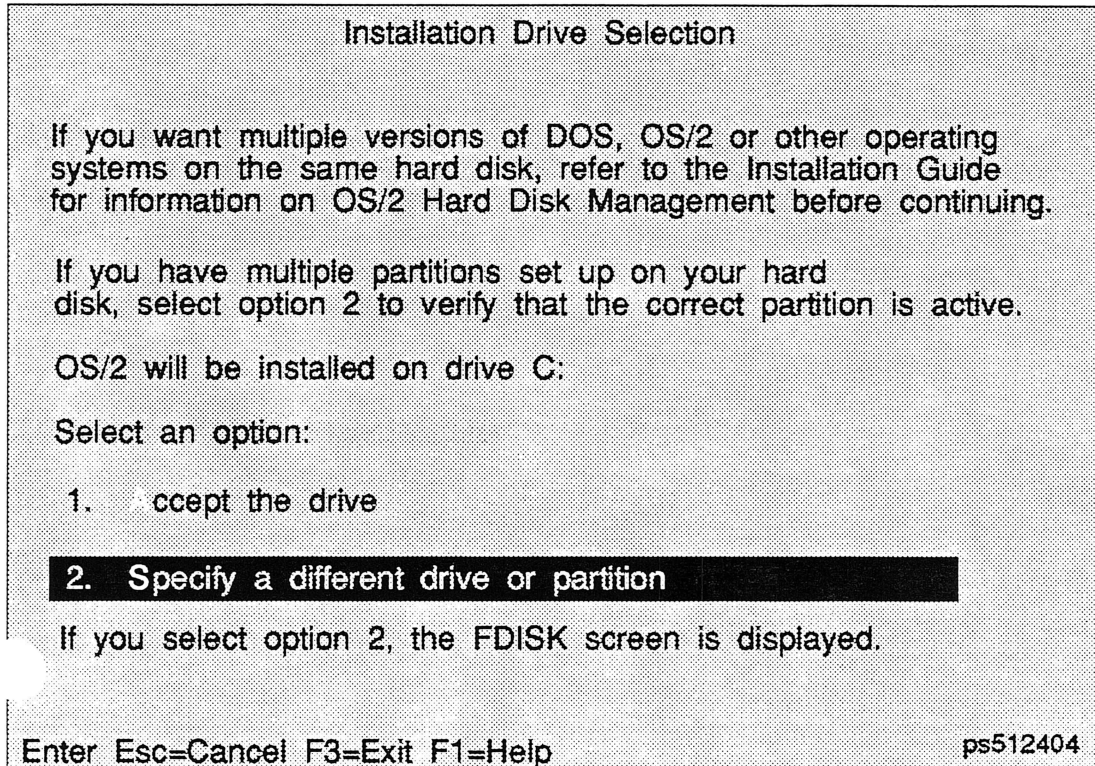 Installation Drive Selection
If you want multiple versions of DOS, OS/2 or other operating
systems on the same hard disk, refer to the Installation Guide
for information on OS/2 Hard Disk Management before continuing.
If you have multiple partitions set up on your hard
disk, select option 2 to verify that the correct partition is active.
OS/2 will be installed on drive C:
Select an option:
1. Accept the drive
2. Specify a different drive or partition
If you select option 2, the FDISK screen is displayed.
Enter Esc=Cancel F3=Exit F1=Help
ps512404